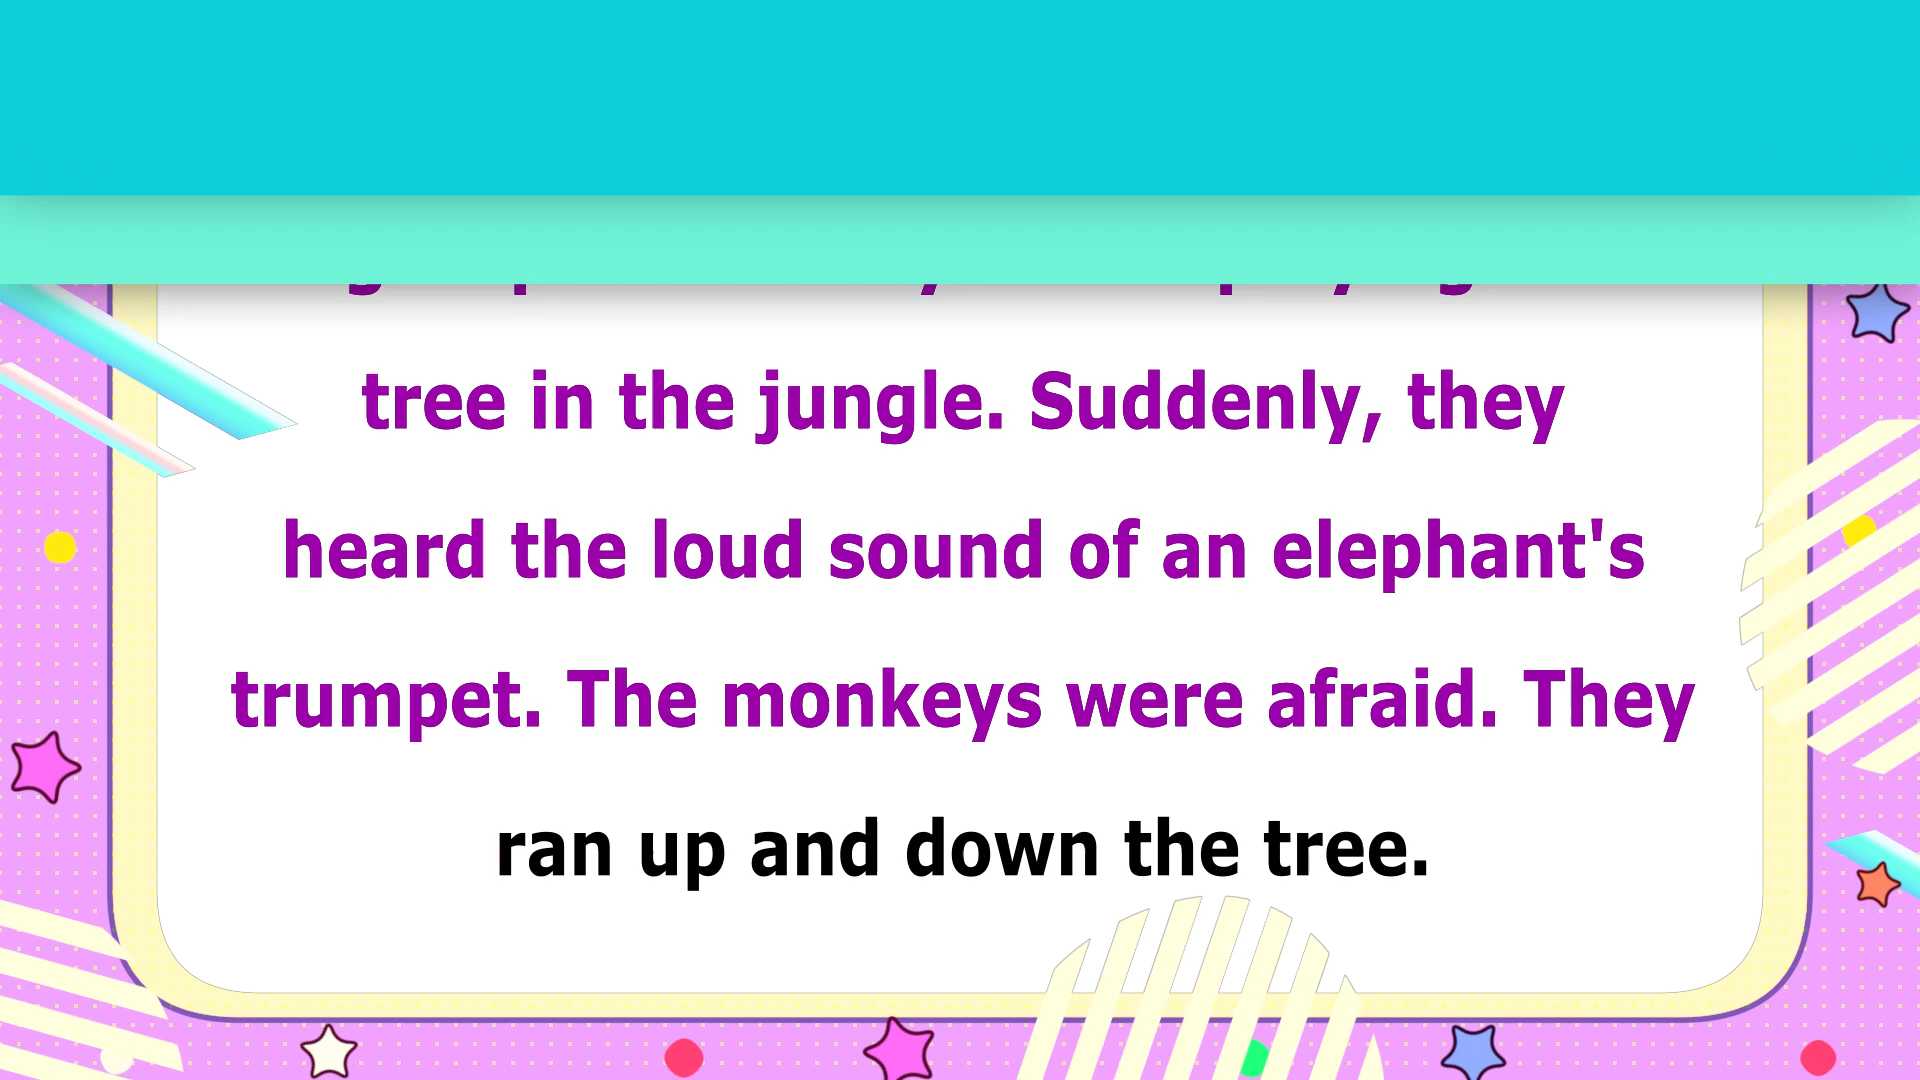 tree in the jungle. Suddenly, they
heard the loud sound of an elephant's
trumpet. The monkeys were afraid. They
ran up and down the tree.